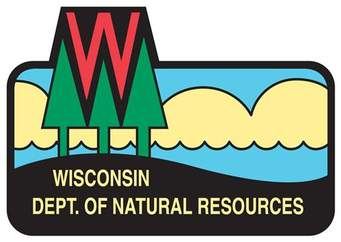 W
WISCONSIN
DEPT. OF NATURAL RESOURCES